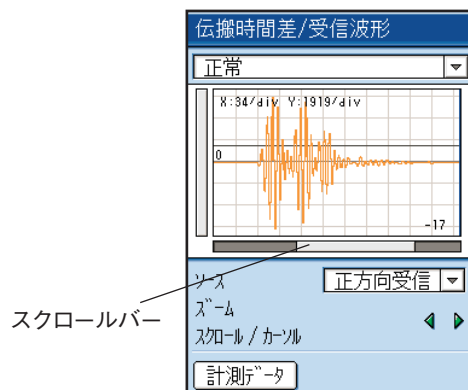 伝搬時間差/受信波形
正常
X:34/div Y:1919/div
0
-17
ｿｰｽ 正方向受信
ｽﾞｰﾑ
ｽｸﾛｰﾙ / ｶｰｿﾙ
スクロールバー
計測ﾃﾞｰﾀ